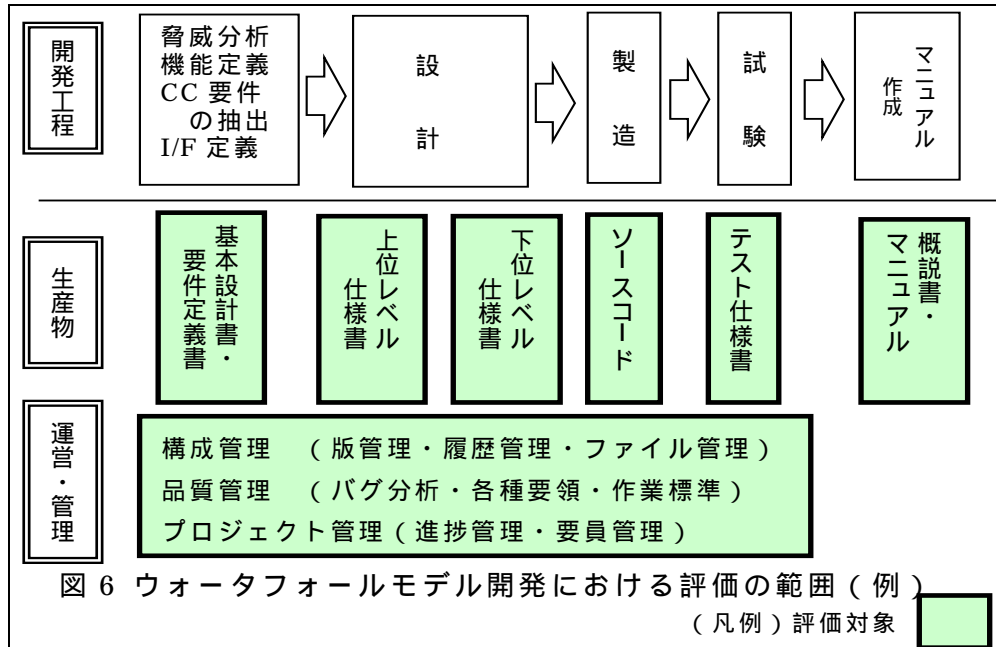 開発工程
脅威分析
機能定義
CC 要件
の抽出
I/F 定義
設計
製造
試験
マニュアル
作成
生産物
基本設計書・
要件定義書
上位レベル
仕様書
下位レベル
仕様書
ソースコード
テスト仕様書
概説書・
マニュアル
運営・管理
構成管理 (版管理・履歴管理・ファイル管理)
品質管理 (バグ分析・各種要領・作業標準)
プロジェクト管理(進捗管理・要員管理)
図 6 ウォータフォールモデル開発における評価の範囲(例)
(凡例)評価対象